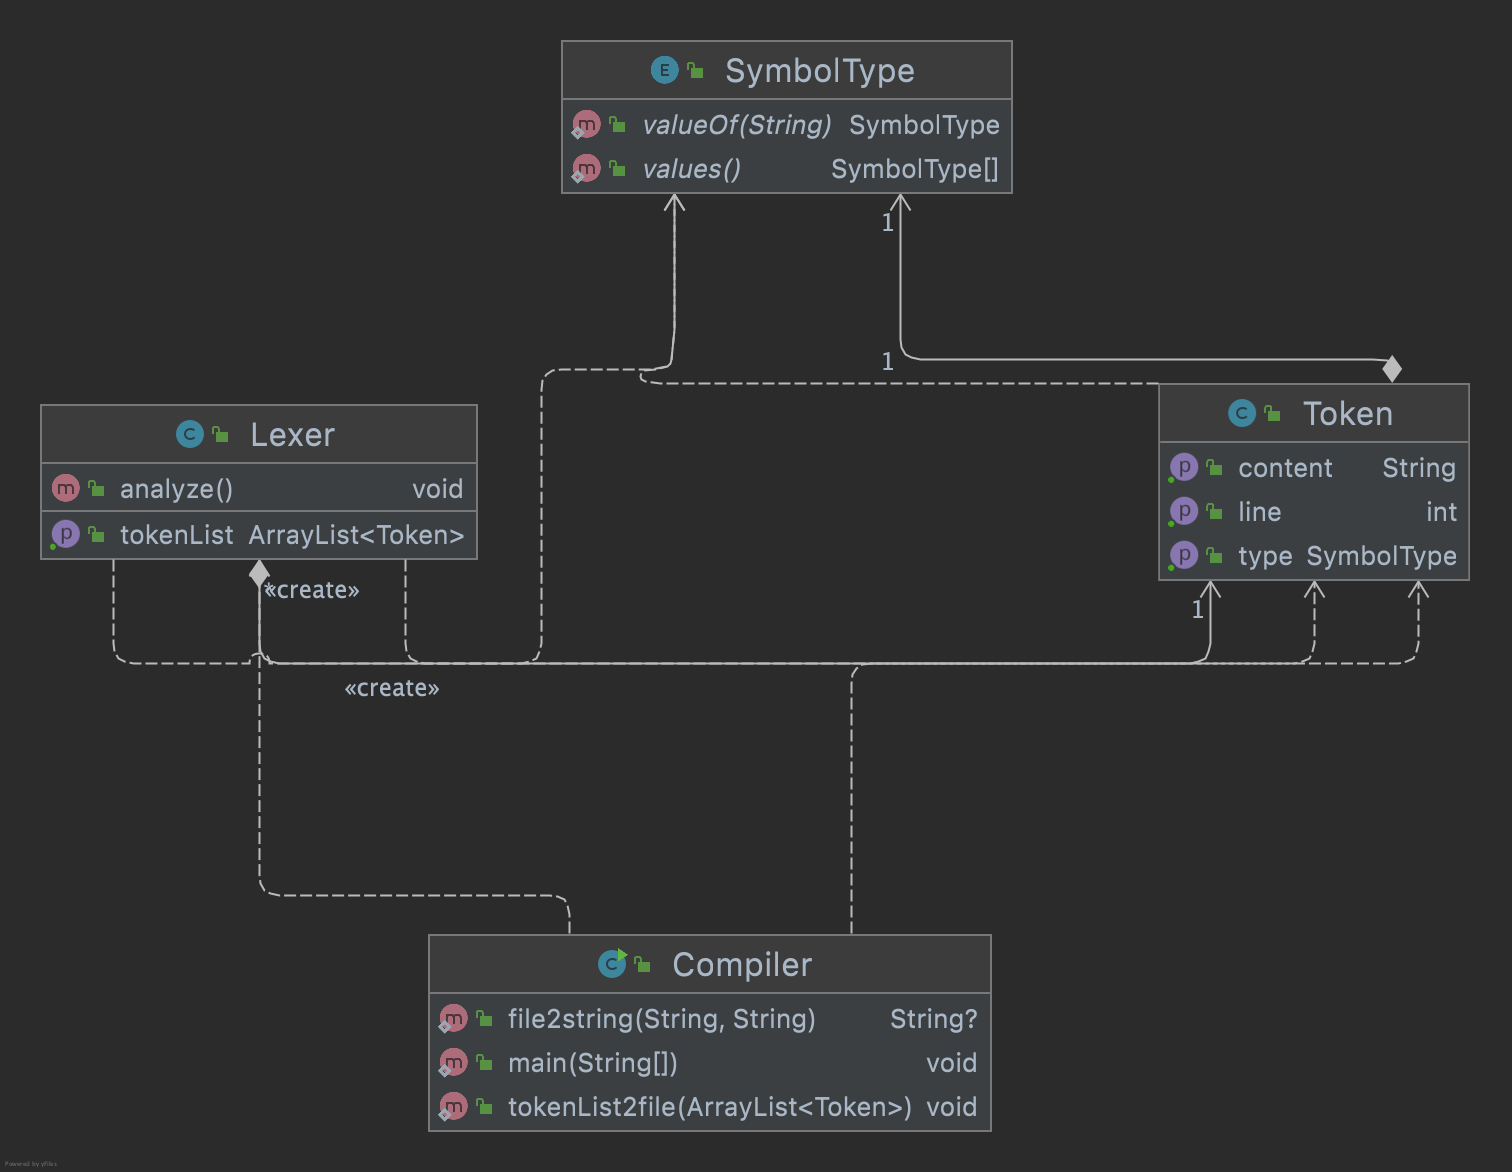 SymbolType
valueOf(String) SymbolType
values() SymbolType[]
1
1
Token
content String
line int
type SymbolType
1
Lexer
analyze() void
tokenList ArrayList<Token>
*
«create»
«create»
Compiler
file2string(String, String) String?
main(String[]) void
tokenList2file(ArrayList<Token>) void
Powered by yFiles